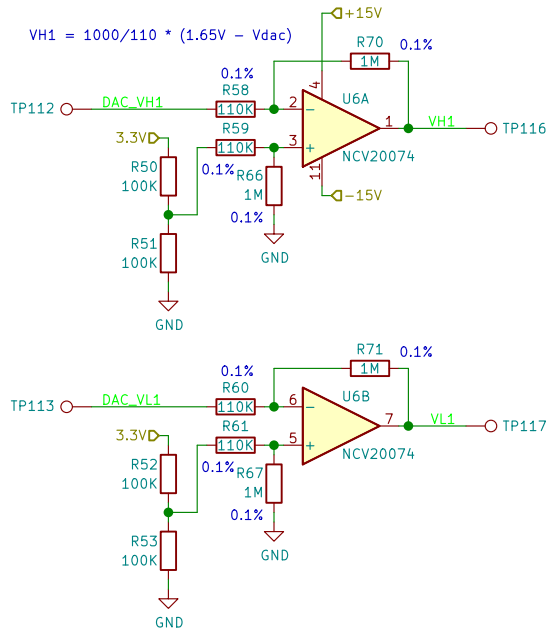 VH1 = 1000/110 * (1.65V - Vdac)
+15V
R70
0.1%
1M
0.1%
R58
110K
4
U6A
TP112
DAC_VH1
2
-
R59
1
VH1
TP116
3.3V
110K
3
+
NCV20074
R50
100K
0.1%
R66
1M
11
-15V
0.1%
R51
100K
GND
GND
R71
0.1%
1M
0.1%
R60
110K
U6B
TP113
DAC_VL1
6
-
R61
7
VL1
TP117
3.3V
110K
5
+
NCV20074
R52
100K
0.1%
R67
1M
0.1%
R53
100K
GND
GND